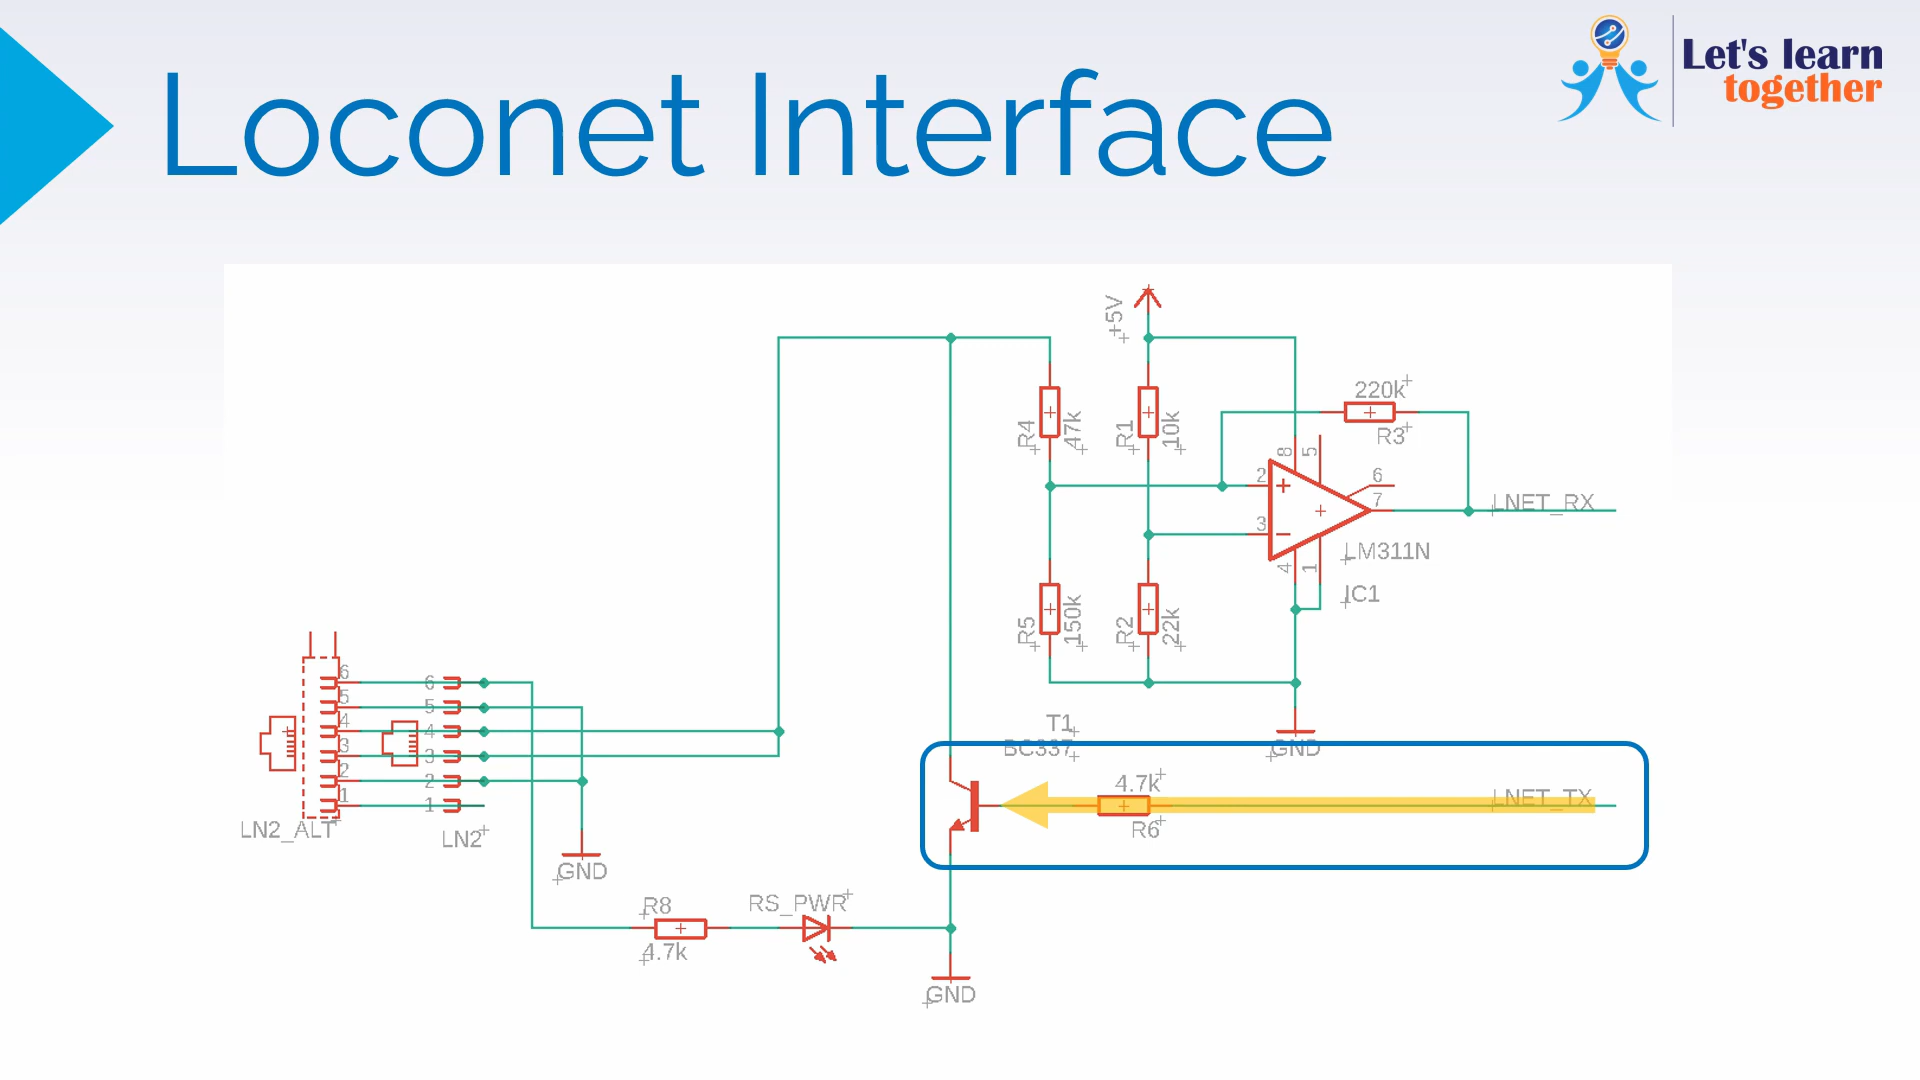 Loconet Interface
Let's learn
together
+5V
220k
R3
R4
47k
R1
10k
8
5
2
6
7
3
LNET_RX
LM311N
4
1
IC1
R5
150k
R2
22k
GND
6
5
4
3
2
1
LN2_ALT
6
5
4
3
2
1
LN2
GND
T1
BC337
4.7k
R6
LNET_TX
R8
4.7k
RS_PWR
GND